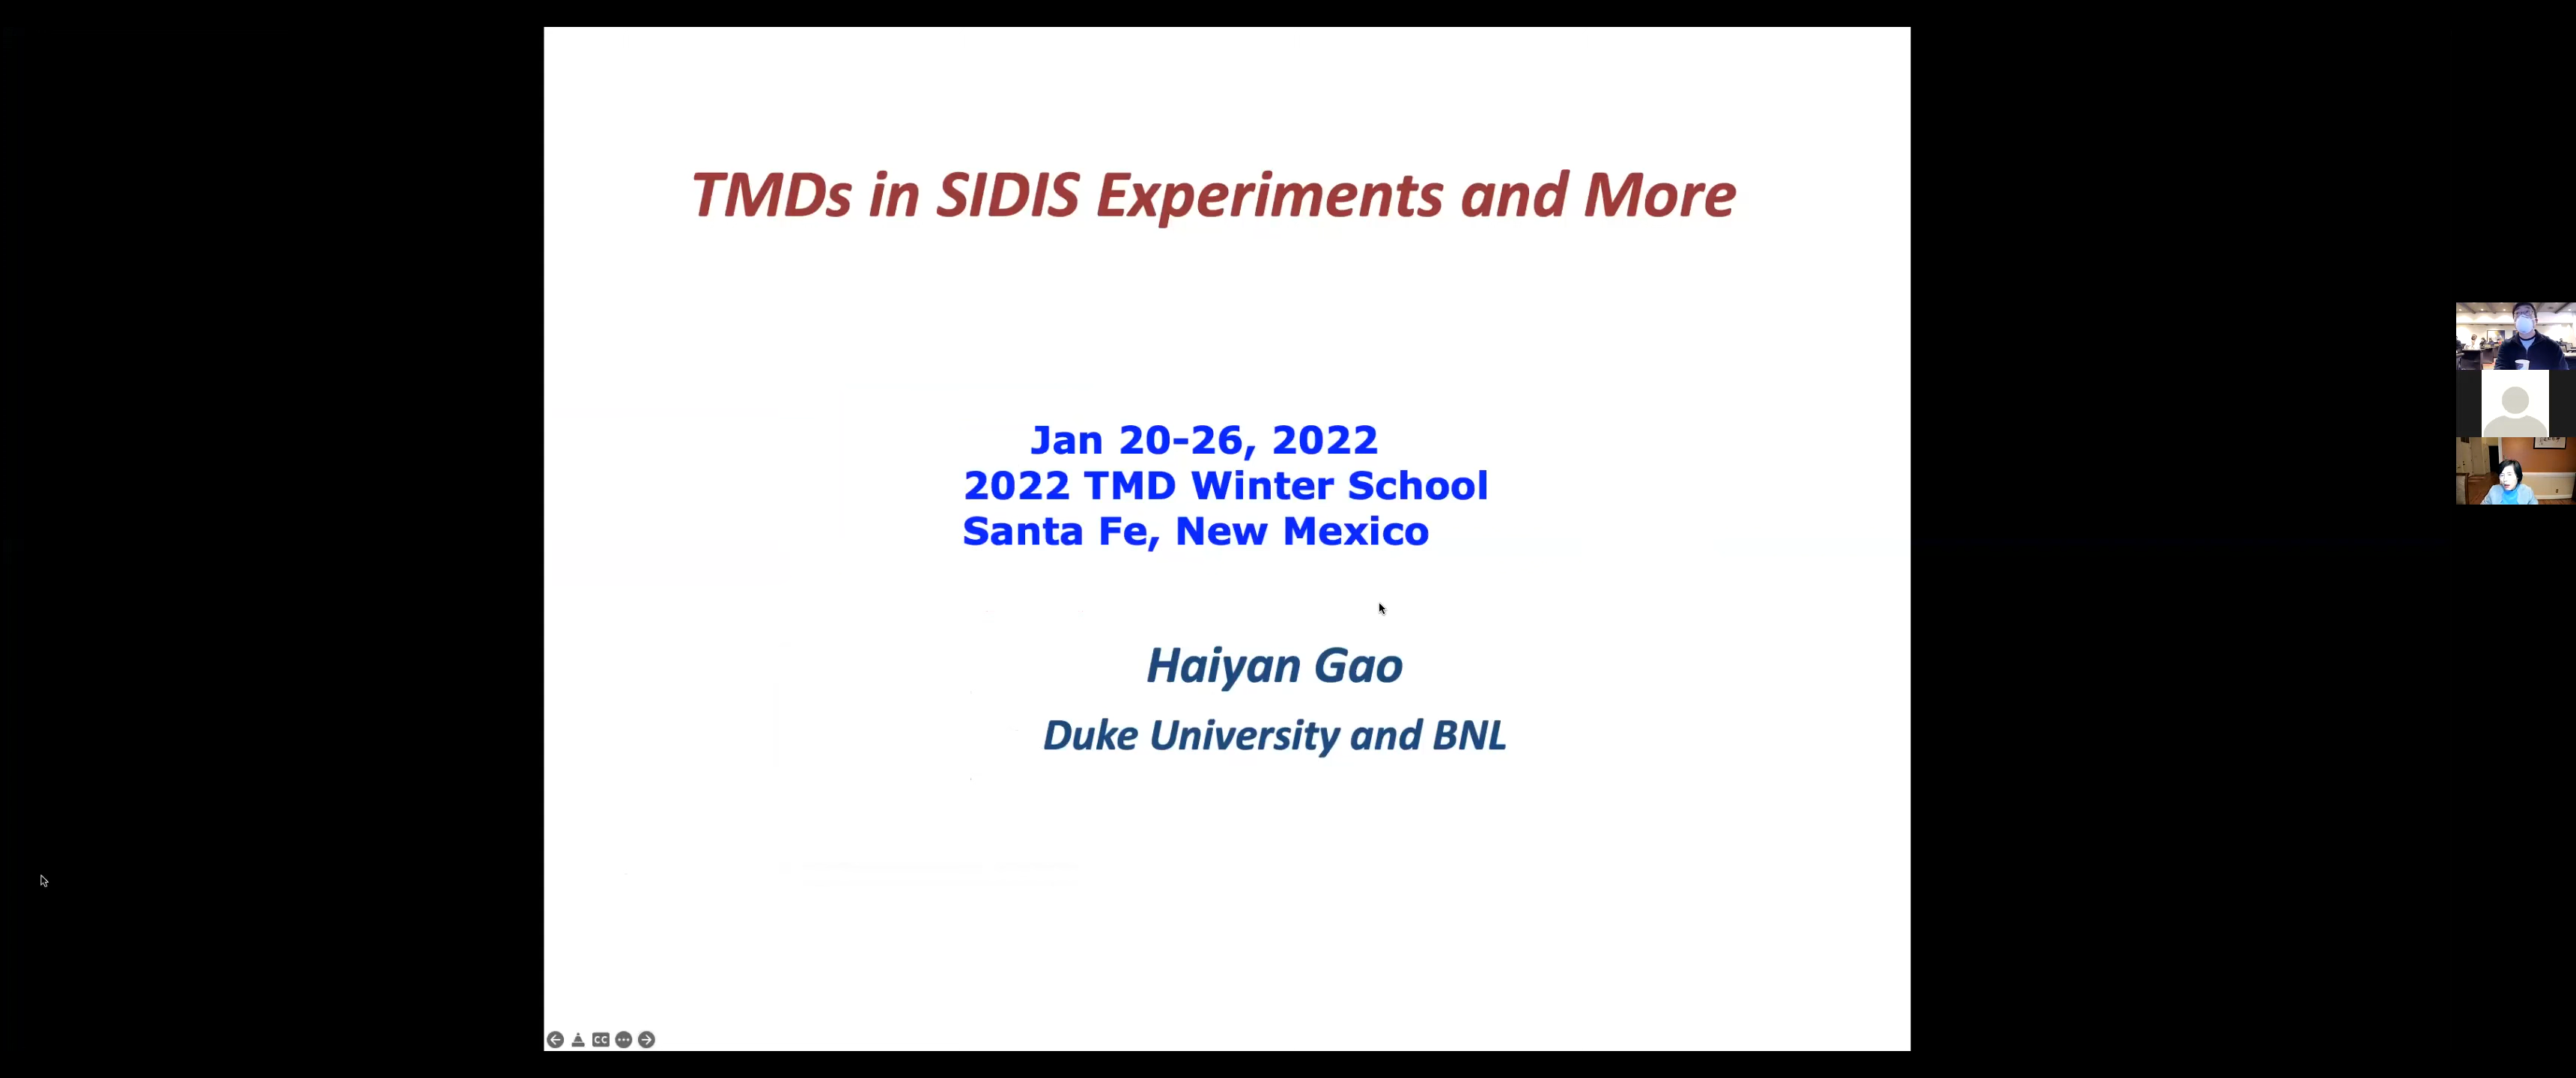 TMDs in SIDIS Experiments and More
Jan 20-26, 2022
2022 TMD Winter School
Santa Fe, New Mexico
Haiyan Gao
Duke University and BNL
CC